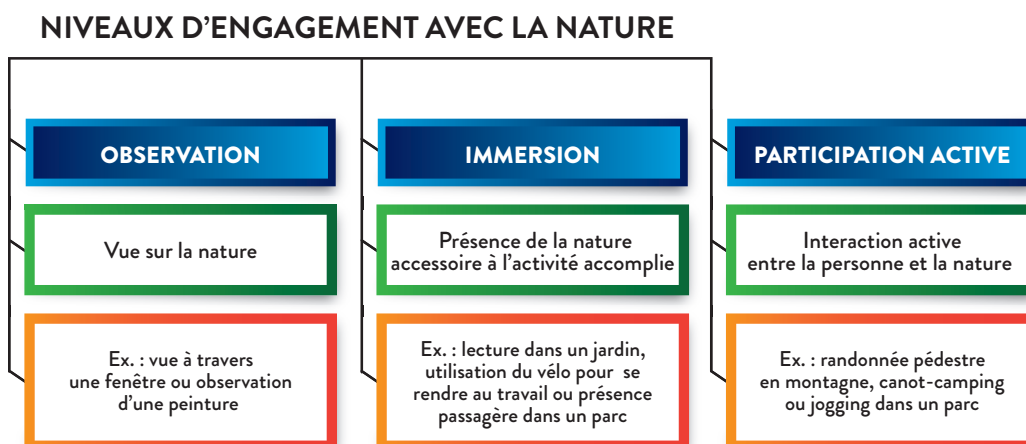 NIVEAUX D’ENGAGEMENT AVEC LA NATURE
OBSERVATION
Vue sur la nature
Ex. : vue à travers
une fenêtre ou observation
d’une peinture
IMMERSION
Présence de la nature
accessoire à l’activité accomplie
Ex. : lecture dans un jardin,
utilisation du vélo pour se
rendre au travail ou présence
passagère dans un parc
PARTICIPATION ACTIVE
Interaction active
entre la personne et la nature
Ex. : randonnée pédestre
en montagne, canot-camping
ou jogging dans un parc